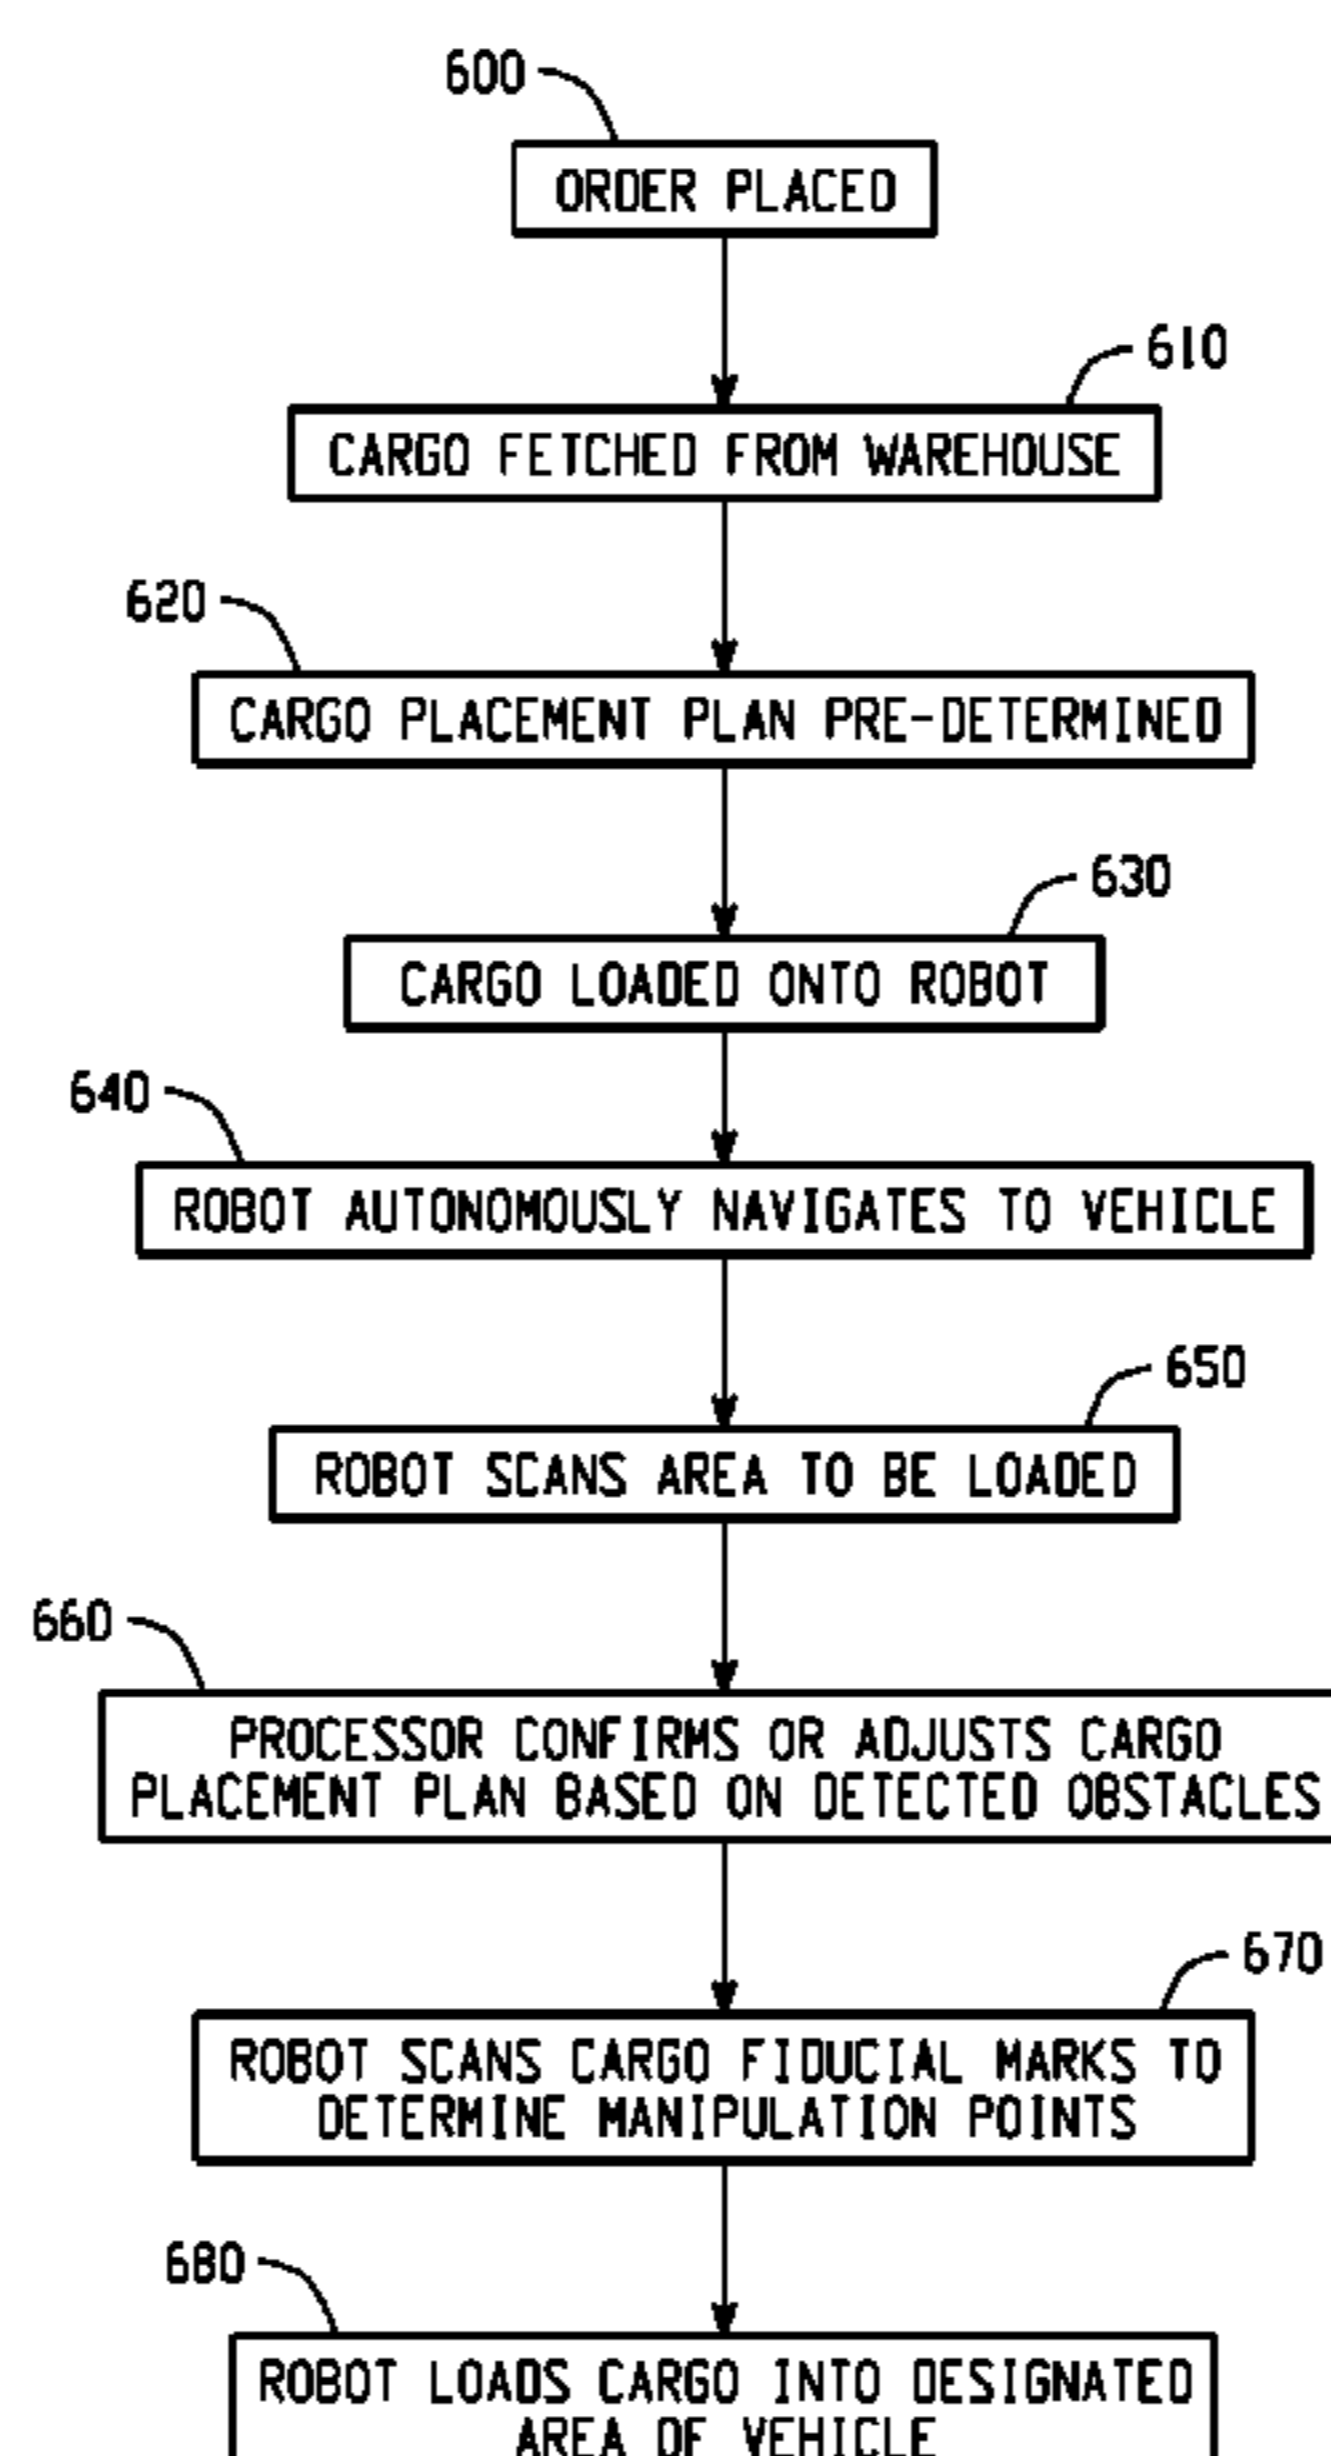 600
ORDER PLACED
610
CARGO FETCHED FROM WAREHOUSE
620
CARGO PLACEMENT PLAN PRE-DETERMINED
630
CARGO LOADED ONTO ROBOT
640
ROBOT AUTONOMOUSLY NAVIGATES TO VEHICLE
650
ROBOT SCANS AREA TO BE LOADED
660
PROCESSOR CONFIRMS OR ADJUSTS CARGO
PLACEMENT PLAN BASED ON DETECTED OBSTACLES
670
ROBOT SCANS CARGO FIDUCIAL MARKS TO
DETERMINE MANIPULATION POINTS
680
ROBOT LOADS CARGO INTO DESIGNATED
AREA OF VEHICLE